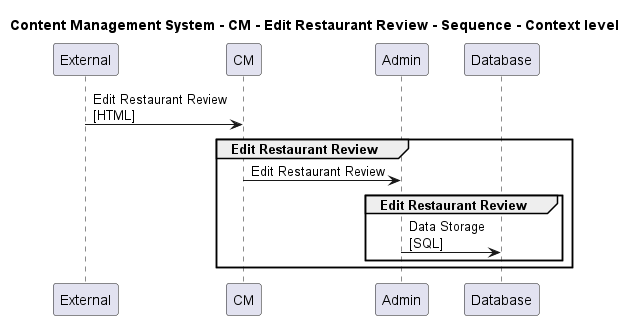 Content Management System - CM - Edit Restaurant Review - Sequence - Context level
External CM Admin Database
Edit Restaurant Review
[HTML]
Edit Restaurant Review
Edit Restaurant Review
Edit Restaurant Review
Data Storage
[SQL]
External CM Admin Database